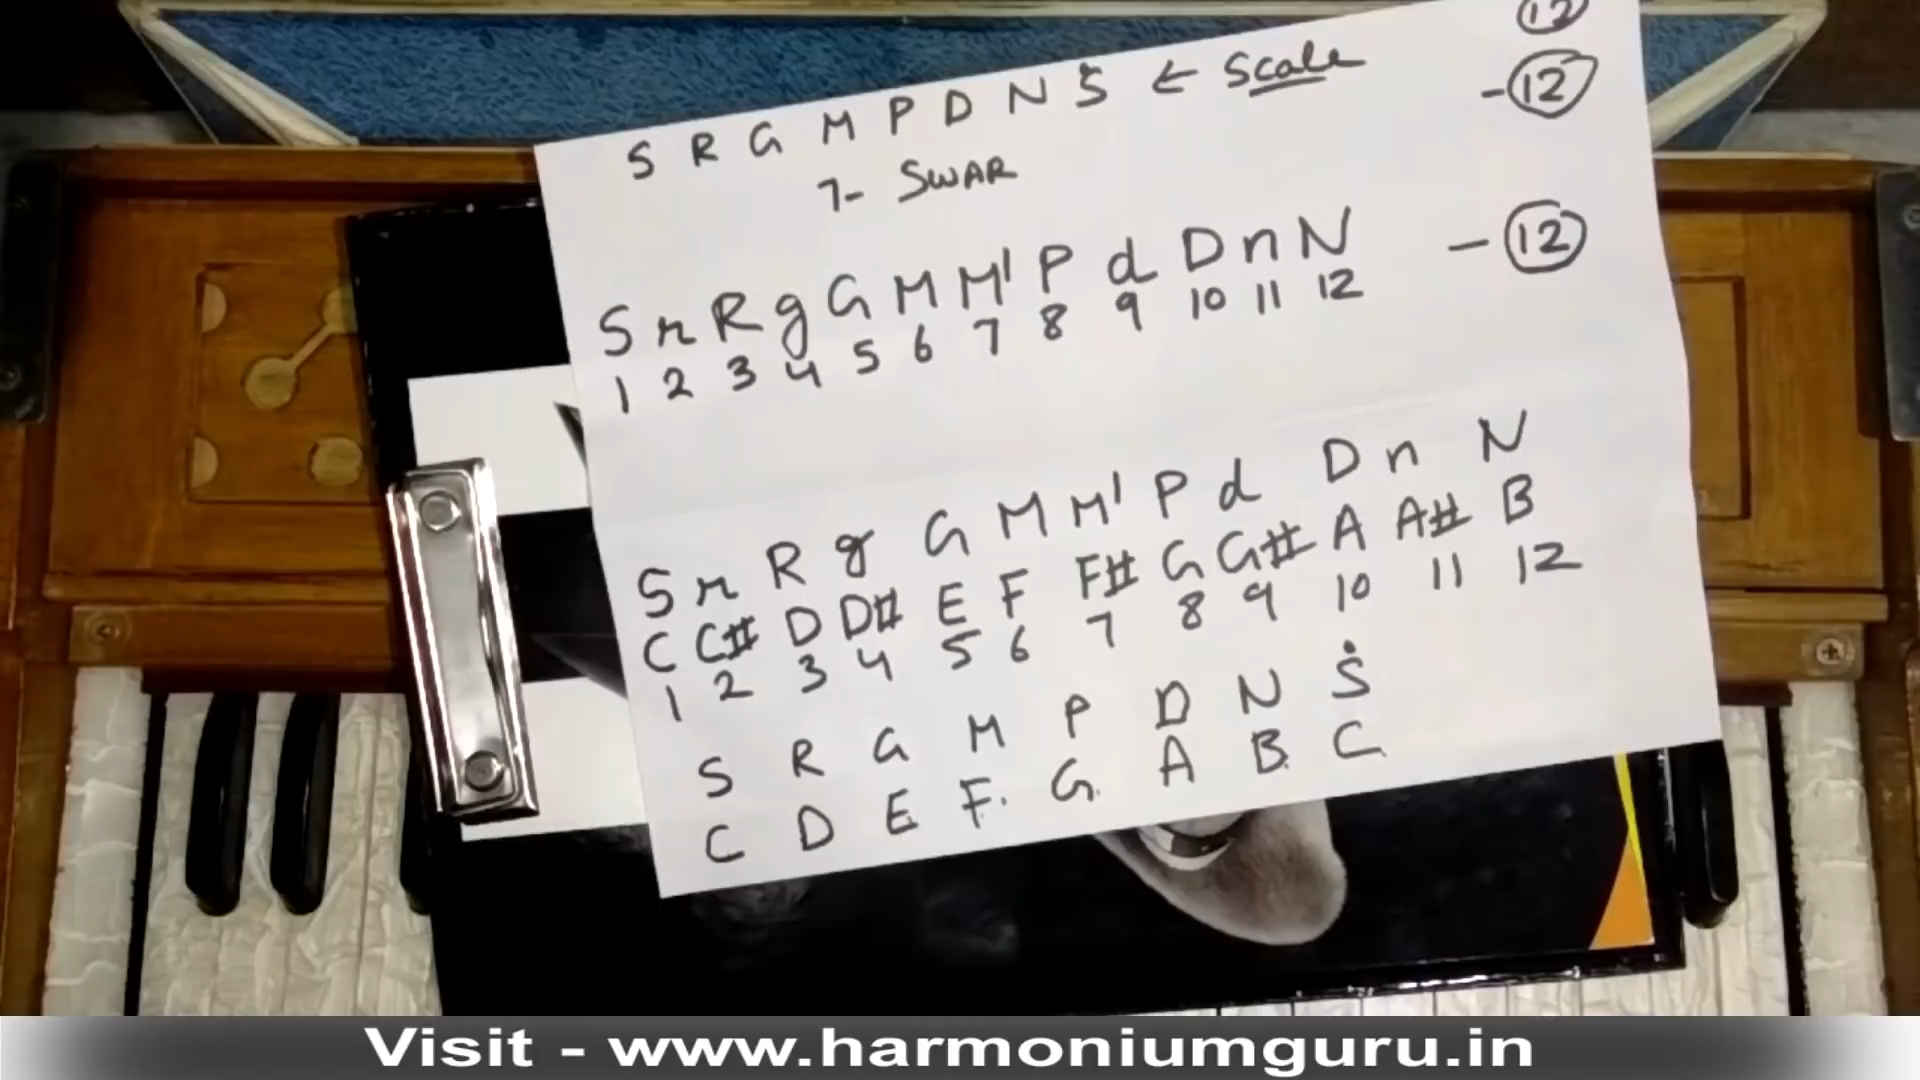 12
S R G M P D N Ṡ ← Scale - 12
7- SWAR
S r R g G M M' P d D n N - 12
1 2 3 4 5 6 7 8 9 10 11 12
S r R g G M M' P d D n N
C C# D D# E F F# G G# A A# B
1 2 3 4 5 6 7 8 9 10 11 12
S R G M P D N Ṡ
C D E F. G. A B. C.
Visit - www.harmoniumguru.in